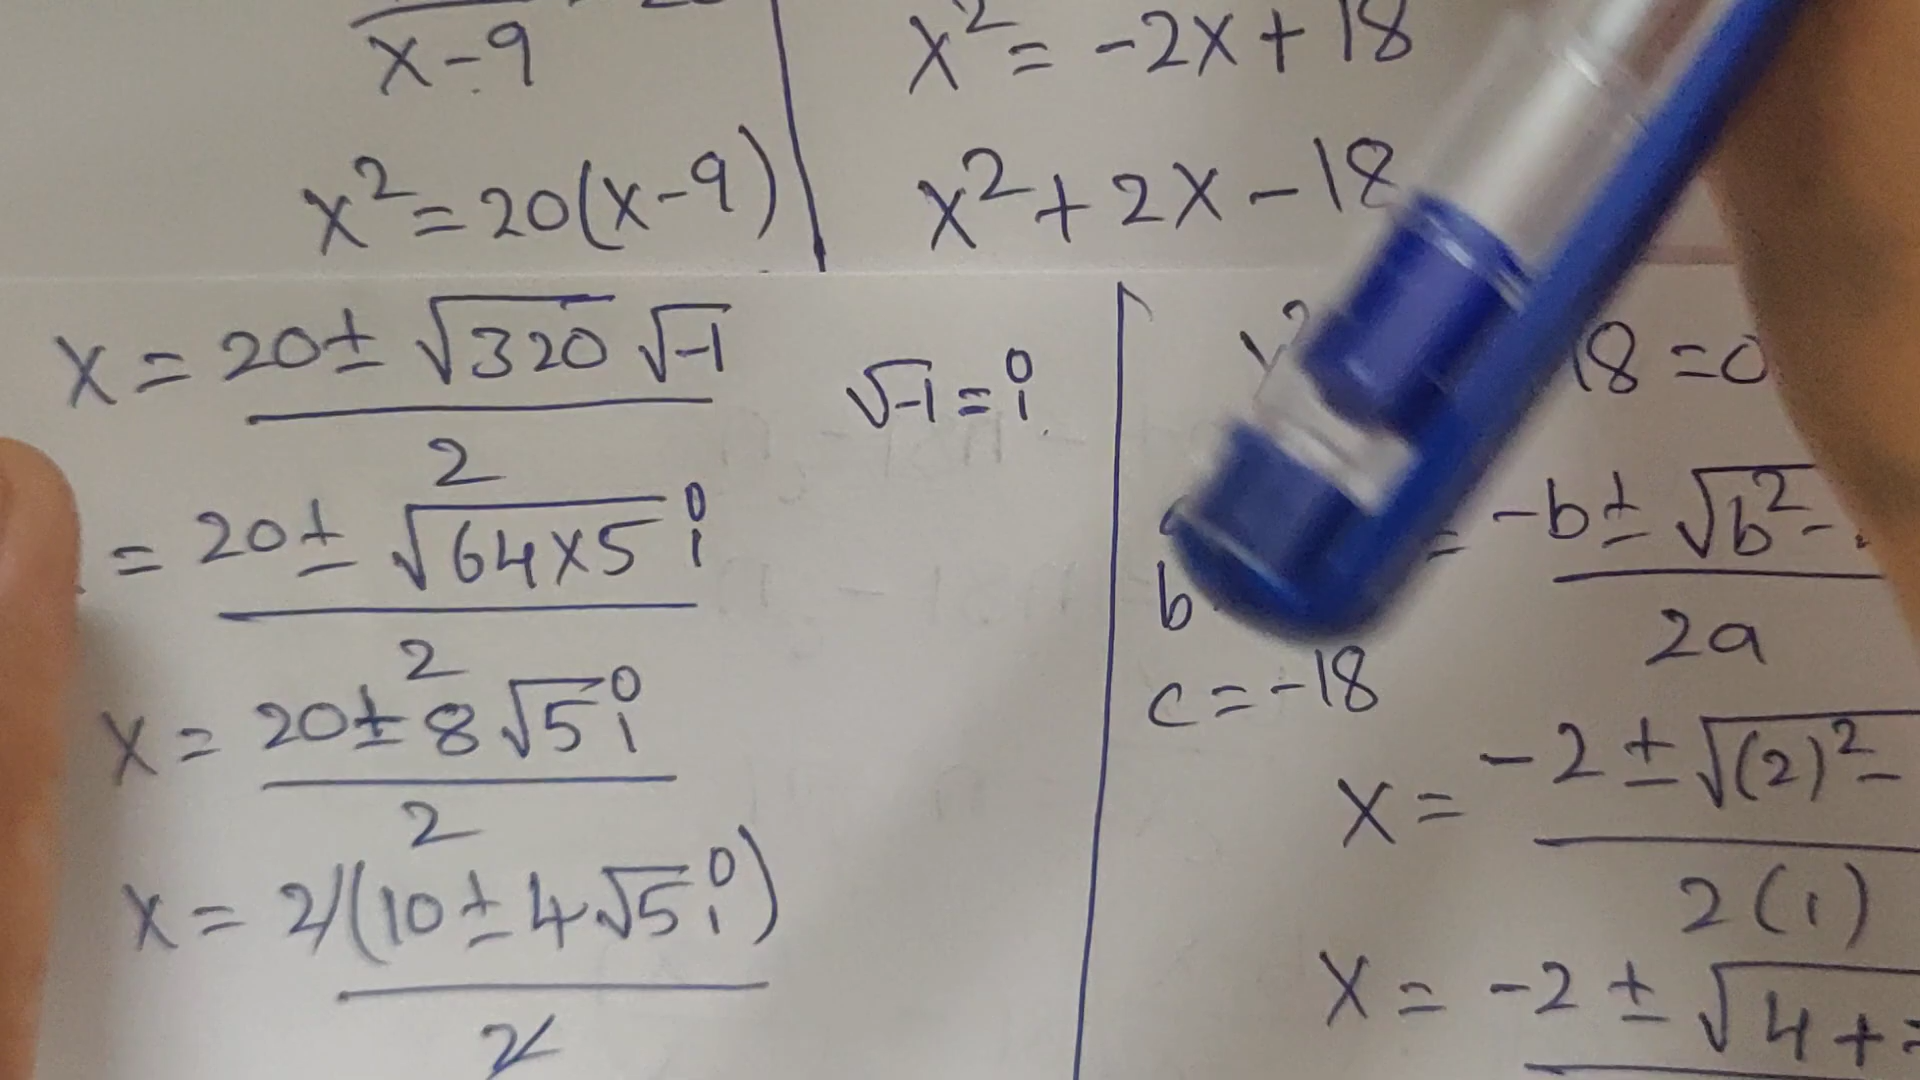 x-9
x² = 20(x-9)
x² = -2x + 18
x² + 2x - 18
x = 20 ± √320 √-1
2
√-1 = i
= 20 ± √64×5 i
2
x = 20 ± 8√5 i
2
x = 2(10 ± 4√5 i)
2
18 = 0
b
c = -18
= -b ± √b² -
2a
x = -2 ± √(2)² -
2(1)
x = -2 ± √4 +